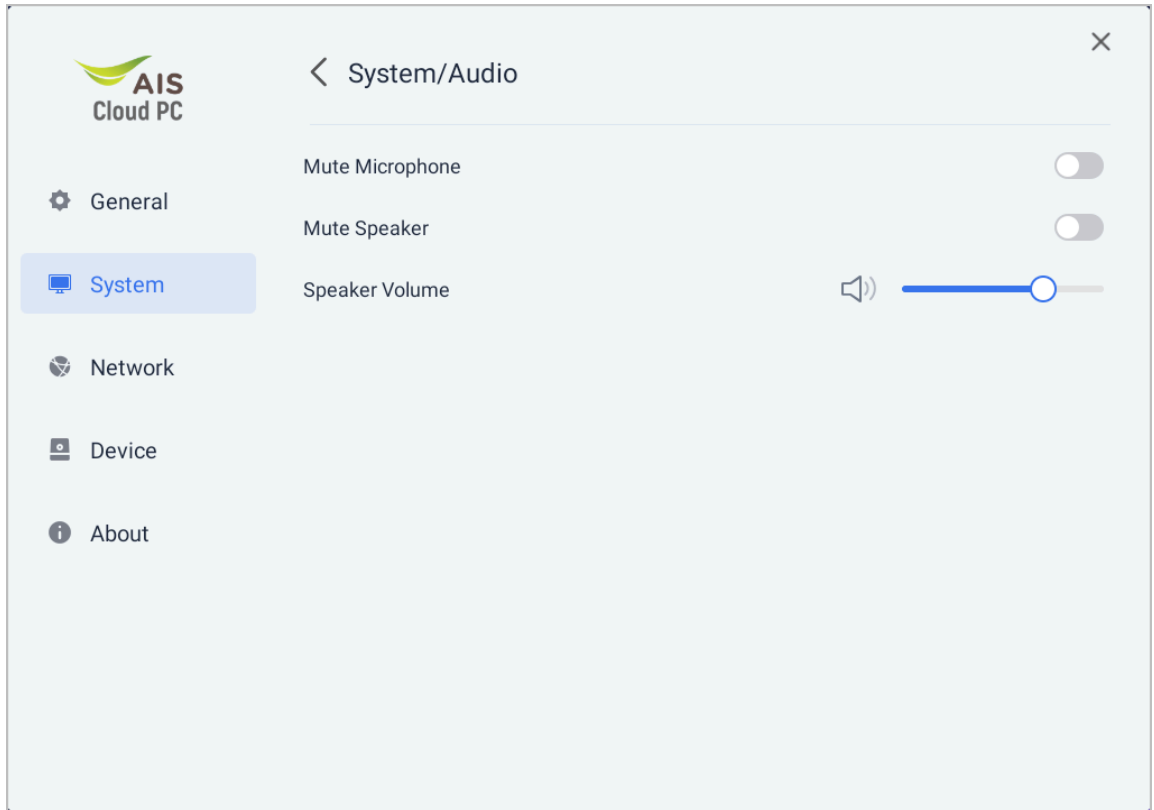 AIS
Cloud PC
System/Audio
General
System
Network
Device
About
Mute Microphone
Mute Speaker
Speaker Volume